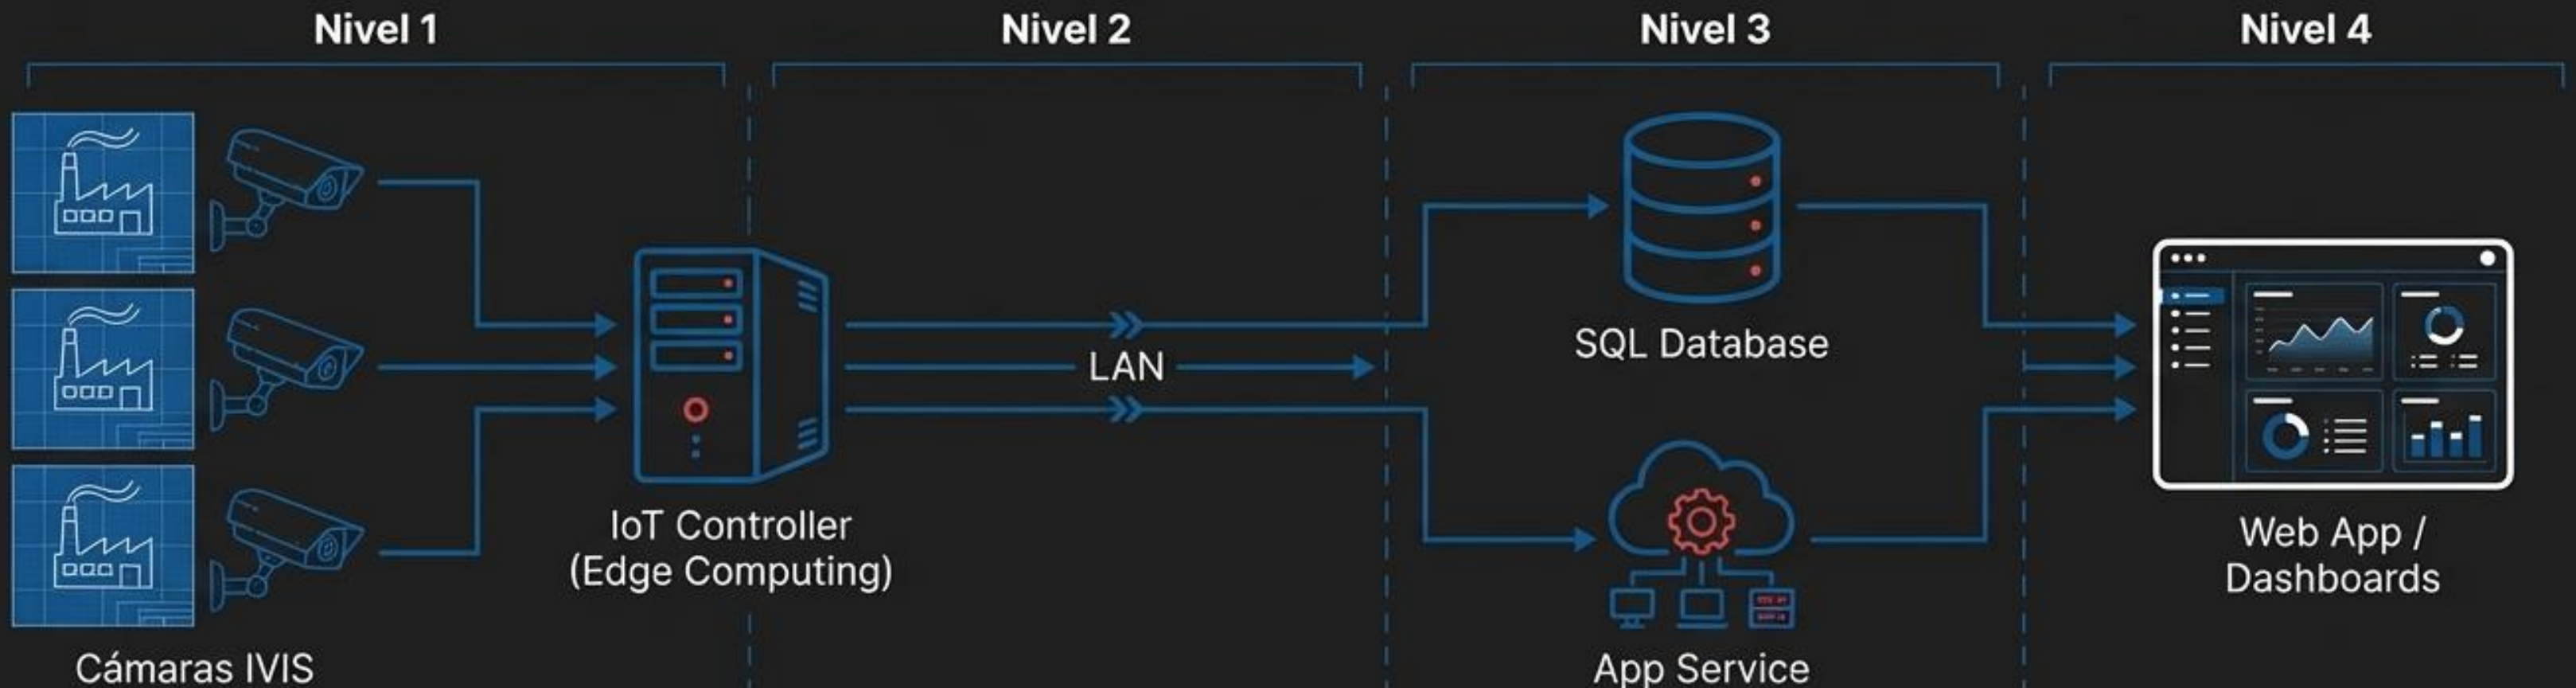 Nivel 1
Nivel 2
Nivel 3
Nivel 4
Cámaras IVIS
IoT Controller
(Edge Computing)
LAN
SQL Database
App Service
Web App /
Dashboards